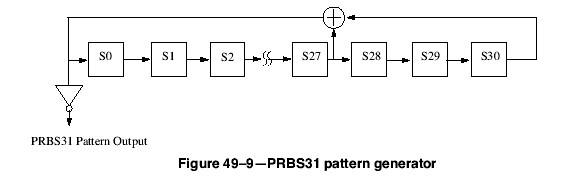 S0 S1 S2 S27 S28 S29 S30
PRBS31 Pattern Output
Figure 49–9—PRBS31 pattern generator